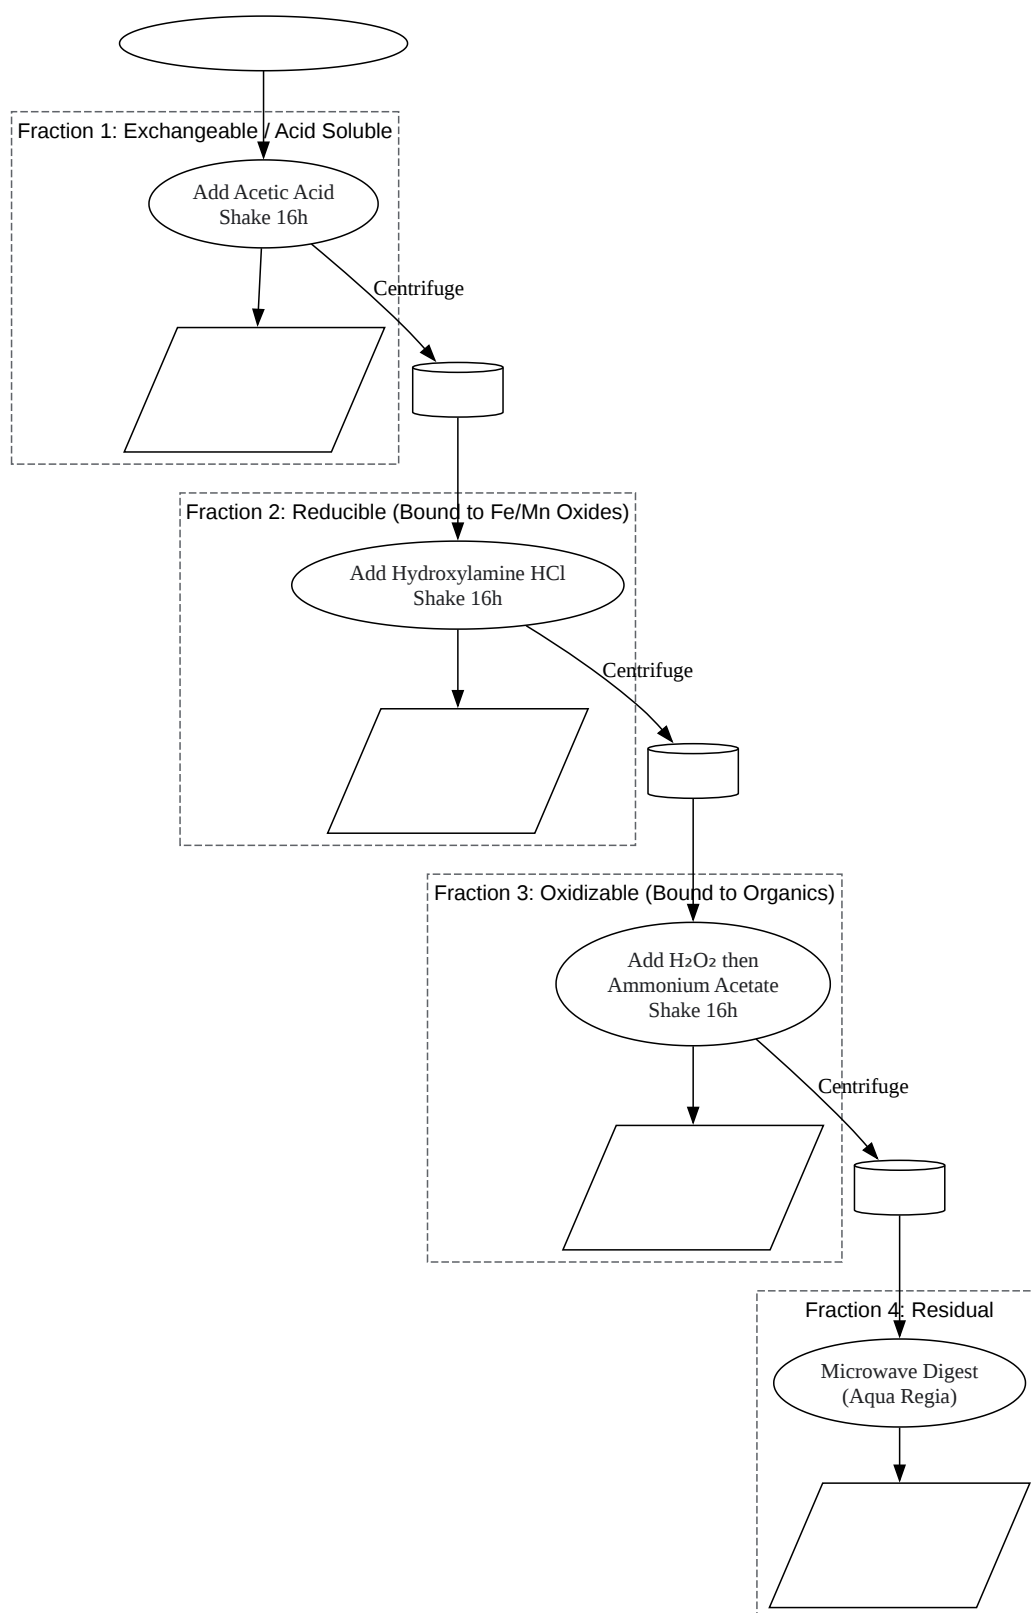 Fraction 1: Exchangeable / Acid Soluble
Add Acetic Acid
Shake 16h
Centrifuge
Fraction 2: Reducible (Bound to Fe/Mn Oxides)
Add Hydroxylamine HCl
Shake 16h
Centrifuge
Fraction 3: Oxidizable (Bound to Organics)
Add H₂O₂ then
Ammonium Acetate
Shake 16h
Centrifuge
Fraction 4: Residual
Microwave Digest
(Aqua Regia)